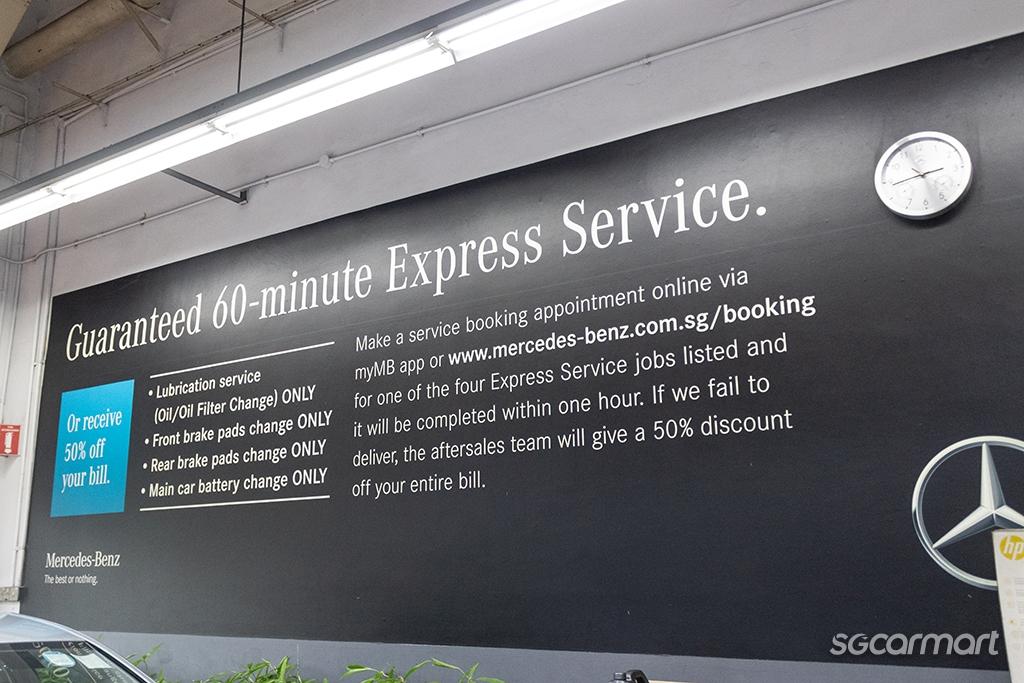 Guaranteed 60-minute Express Service.
Or receive
50% off
your bill.
• Lubrication service
(Oil/Oil Filter Change) ONLY
• Front brake pads change ONLY
• Rear brake pads change ONLY
• Main car battery change ONLY
Make a service booking appointment online via
myMB app or www.mercedes-benz.com.sg/booking
for one of the four Express Service jobs listed and
it will be completed within one hour. If we fail to
deliver, the aftersales team will give a 50% discount
off your entire bill.
Mercedes-Benz
The best or nothing.
hp
sgcarmart